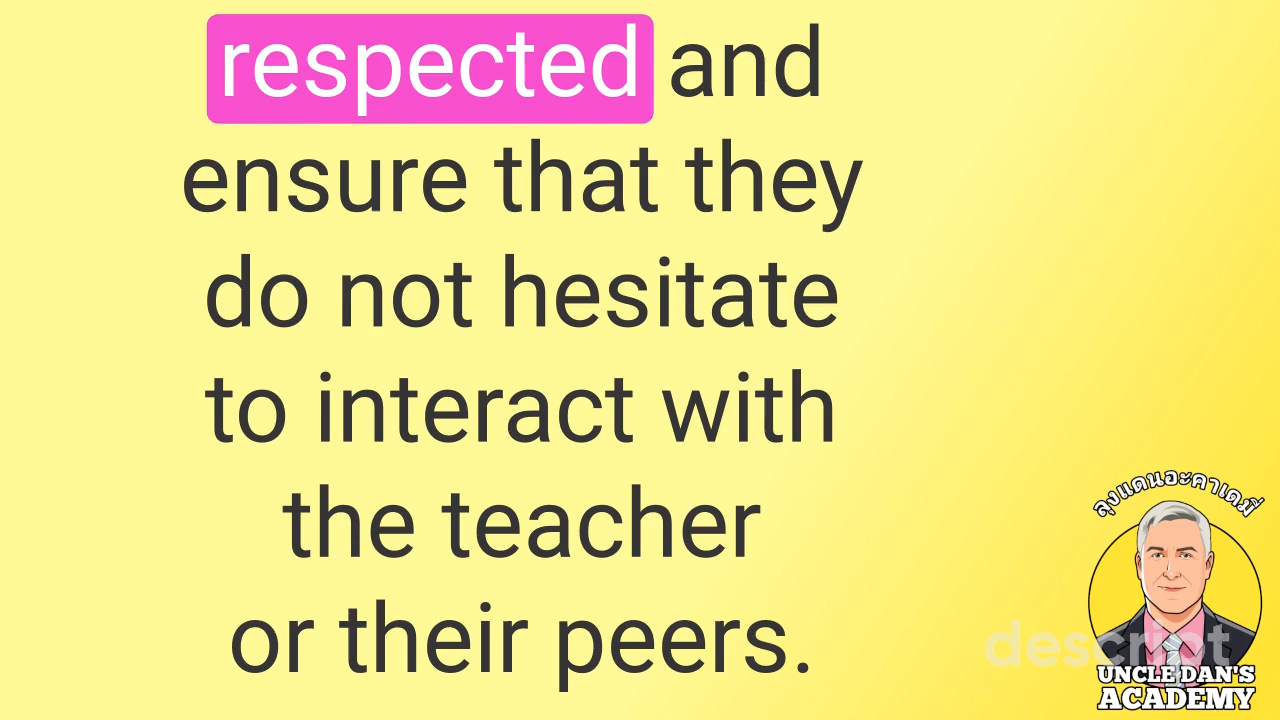 respected and
ensure that they
do not hesitate
to interact with
the teacher
or their peers.
ลุงแดนอะคาเดมี่
descript
UNCLE DAN'S
ACADEMY